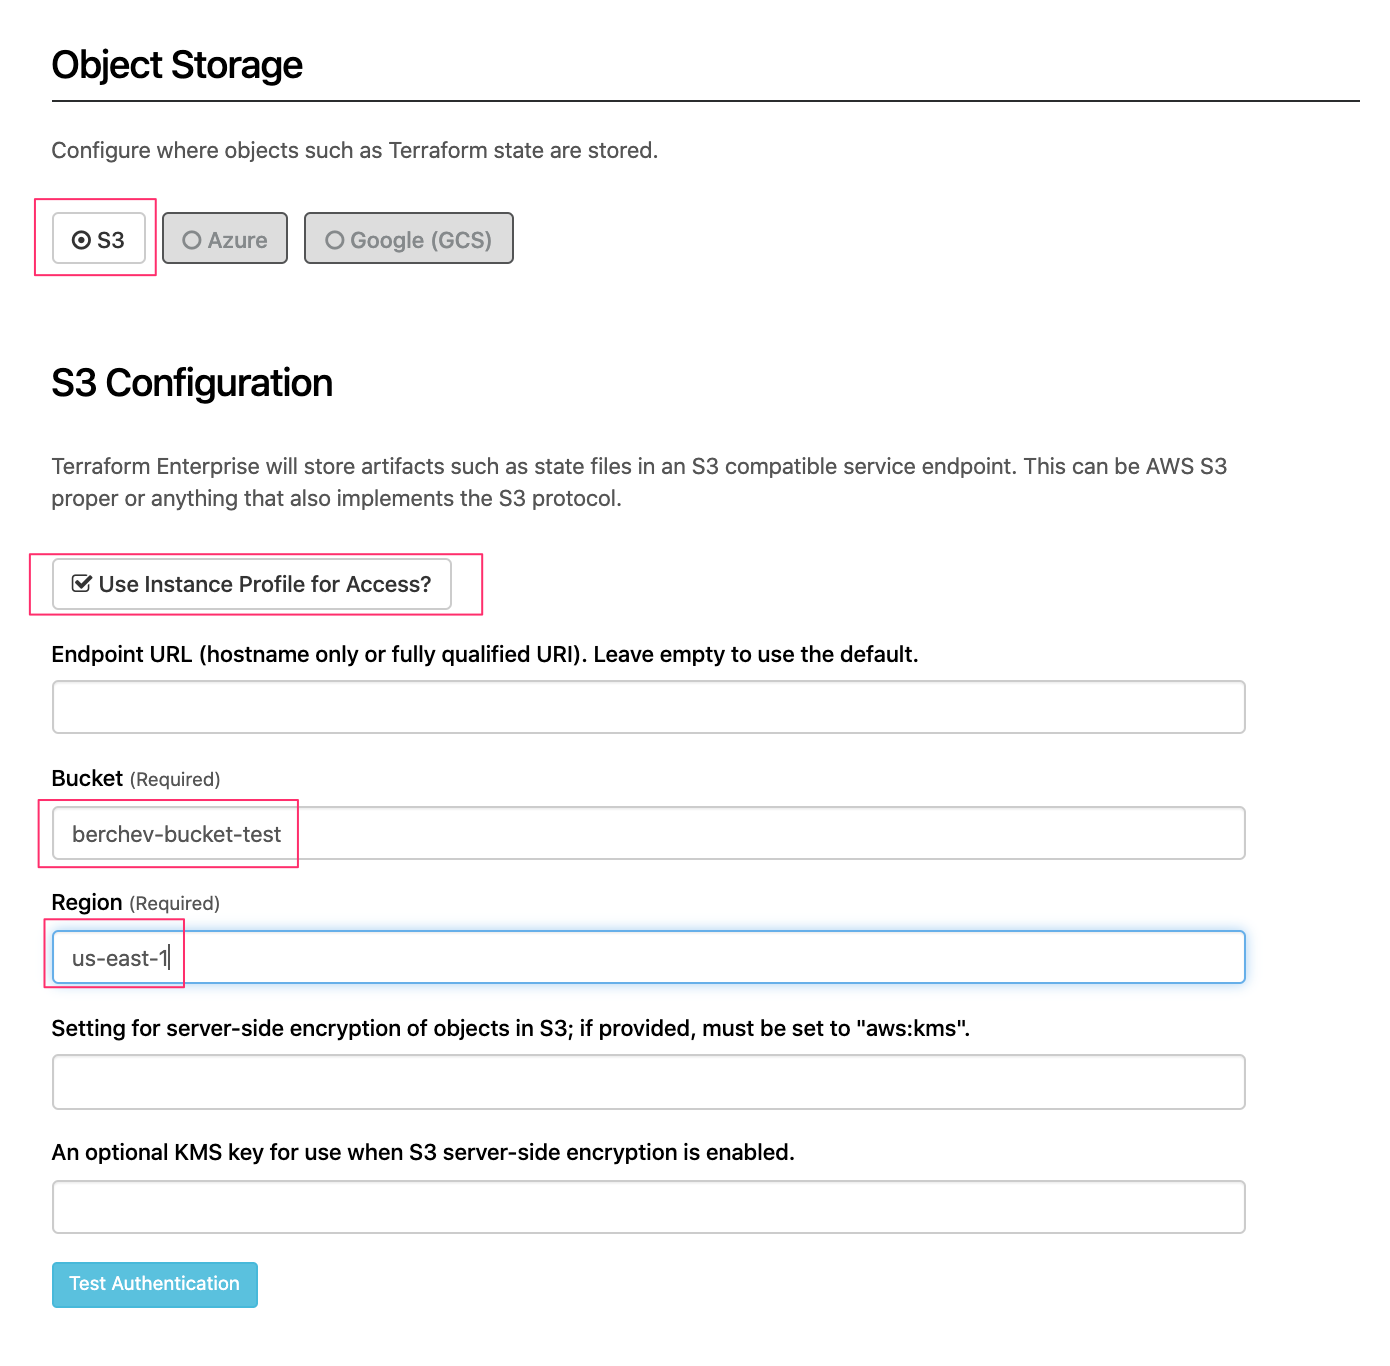 Object Storage
Configure where objects such as Terraform state are stored.
S3 Azure Google (GCS)
S3 Configuration
Terraform Enterprise will store artifacts such as state files in an S3 compatible service endpoint. This can be AWS S3
proper or anything that also implements the S3 protocol.
Use Instance Profile for Access?
Endpoint URL (hostname only or fully qualified URI). Leave empty to use the default.
Bucket (Required)
berchev-bucket-test
Region (Required)
us-east-1
Setting for server-side encryption of objects in S3; if provided, must be set to "aws:kms".
An optional KMS key for use when S3 server-side encryption is enabled.
Test Authentication